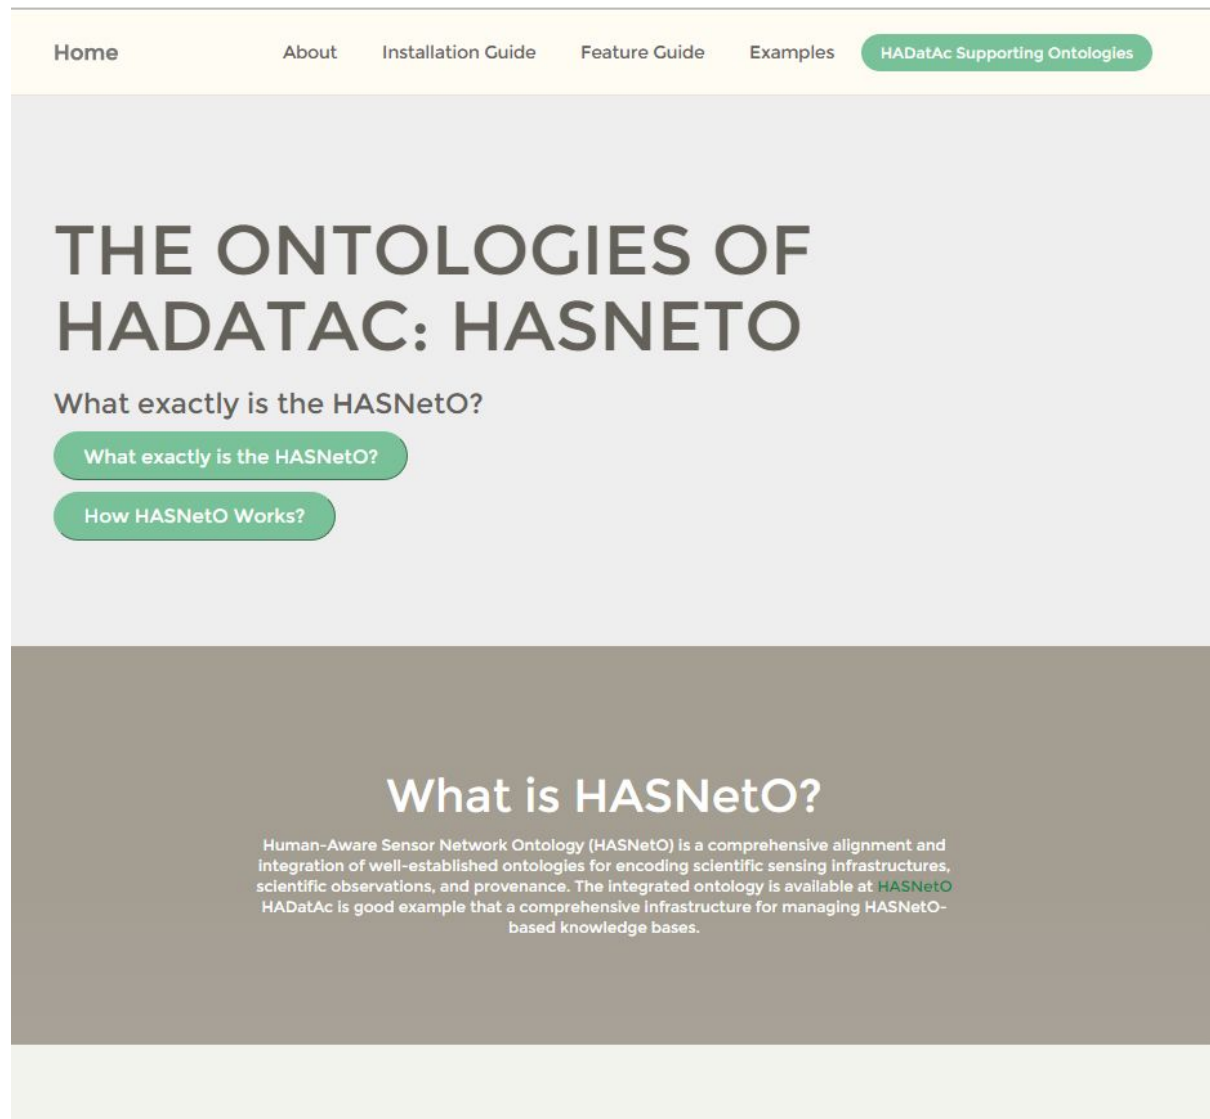 Home
About
Installation Guide
Feature Guide
Examples
HADatAc Supporting Ontologies
THE ONTOLOGIES OF
HADATAC: HASNETO
What exactly is the HASNetO?
What exactly is the HASNetO?
How HASNetO Works?
What is HASNetO?
Human-Aware Sensor Network Ontology (HASNetO) is a comprehensive alignment and
integration of well-established ontologies for encoding scientific sensing infrastructures,
scientific observations, and provenance. The integrated ontology is available at HASNetO
HADatAc is good example that a comprehensive infrastructure for managing HASNetO-
based knowledge bases.